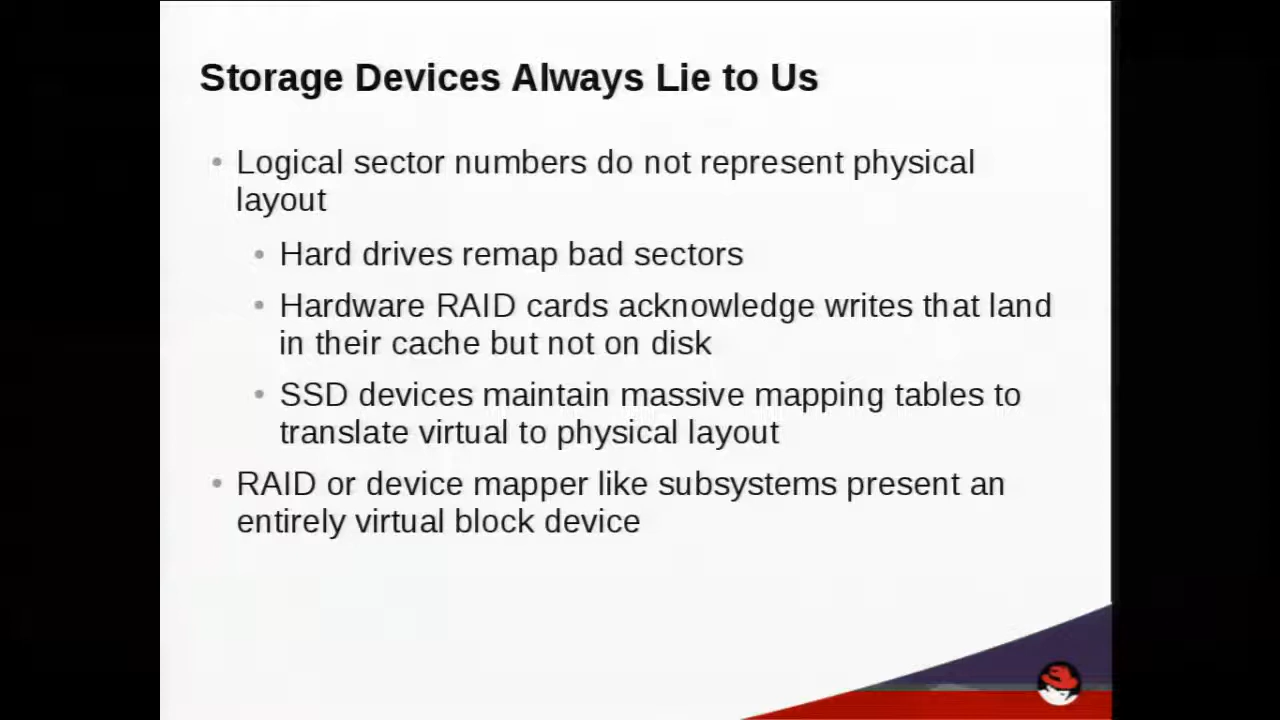 Storage Devices Always Lie to Us
• Logical sector numbers do not represent physical
layout
• Hard drives remap bad sectors
• Hardware RAID cards acknowledge writes that land
in their cache but not on disk
• SSD devices maintain massive mapping tables to
translate virtual to physical layout
• RAID or device mapper like subsystems present an
entirely virtual block device